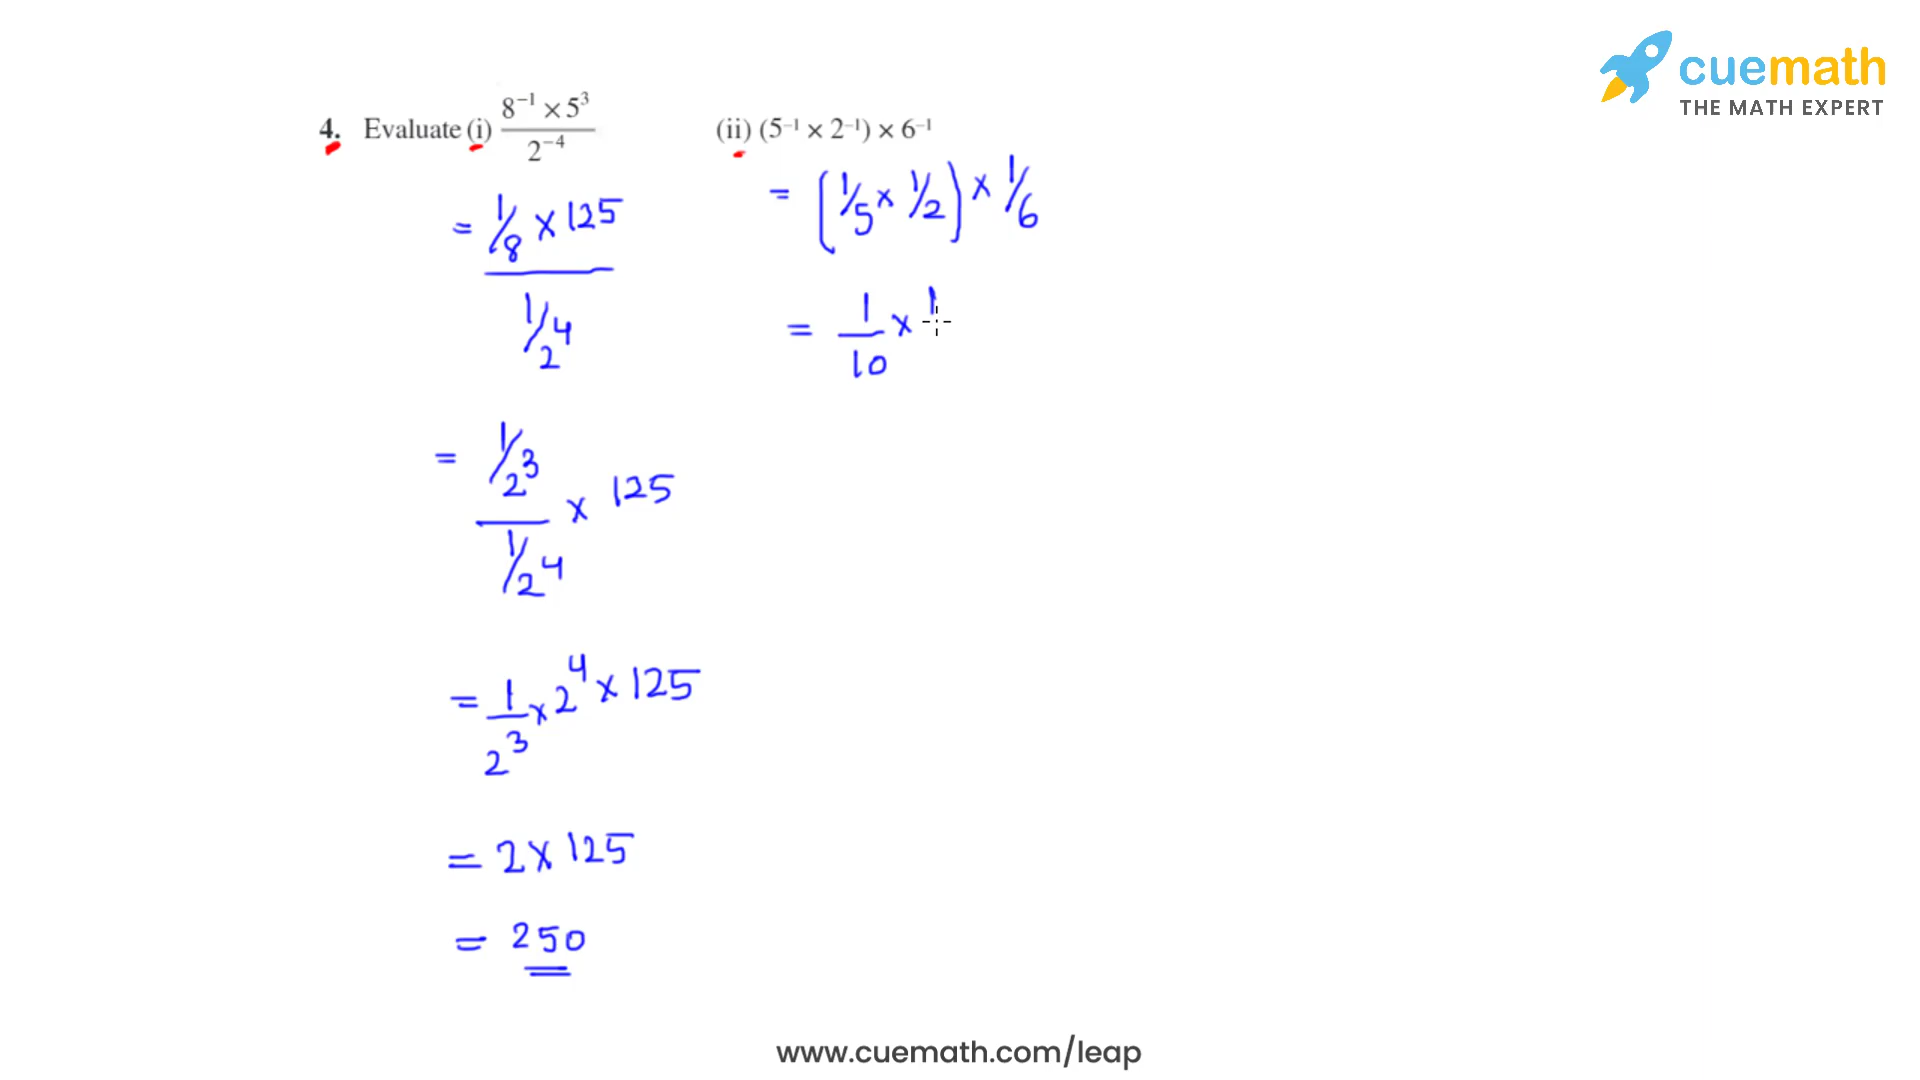 cuemath
THE MATH EXPERT
4. Evaluate (i) (8⁻¹ × 5³)/2⁻⁴
= (1/8 × 125)/(1/2⁴)
= (1/2³)/(1/2⁴) × 125
= 1/2³ × 2⁴ × 125
= 2 × 125
= 250
(ii) (5⁻¹ × 2⁻¹) × 6⁻¹
= (1/5 × 1/2) × 1/6
= 1/10 × 1
www.cuemath.com/leap